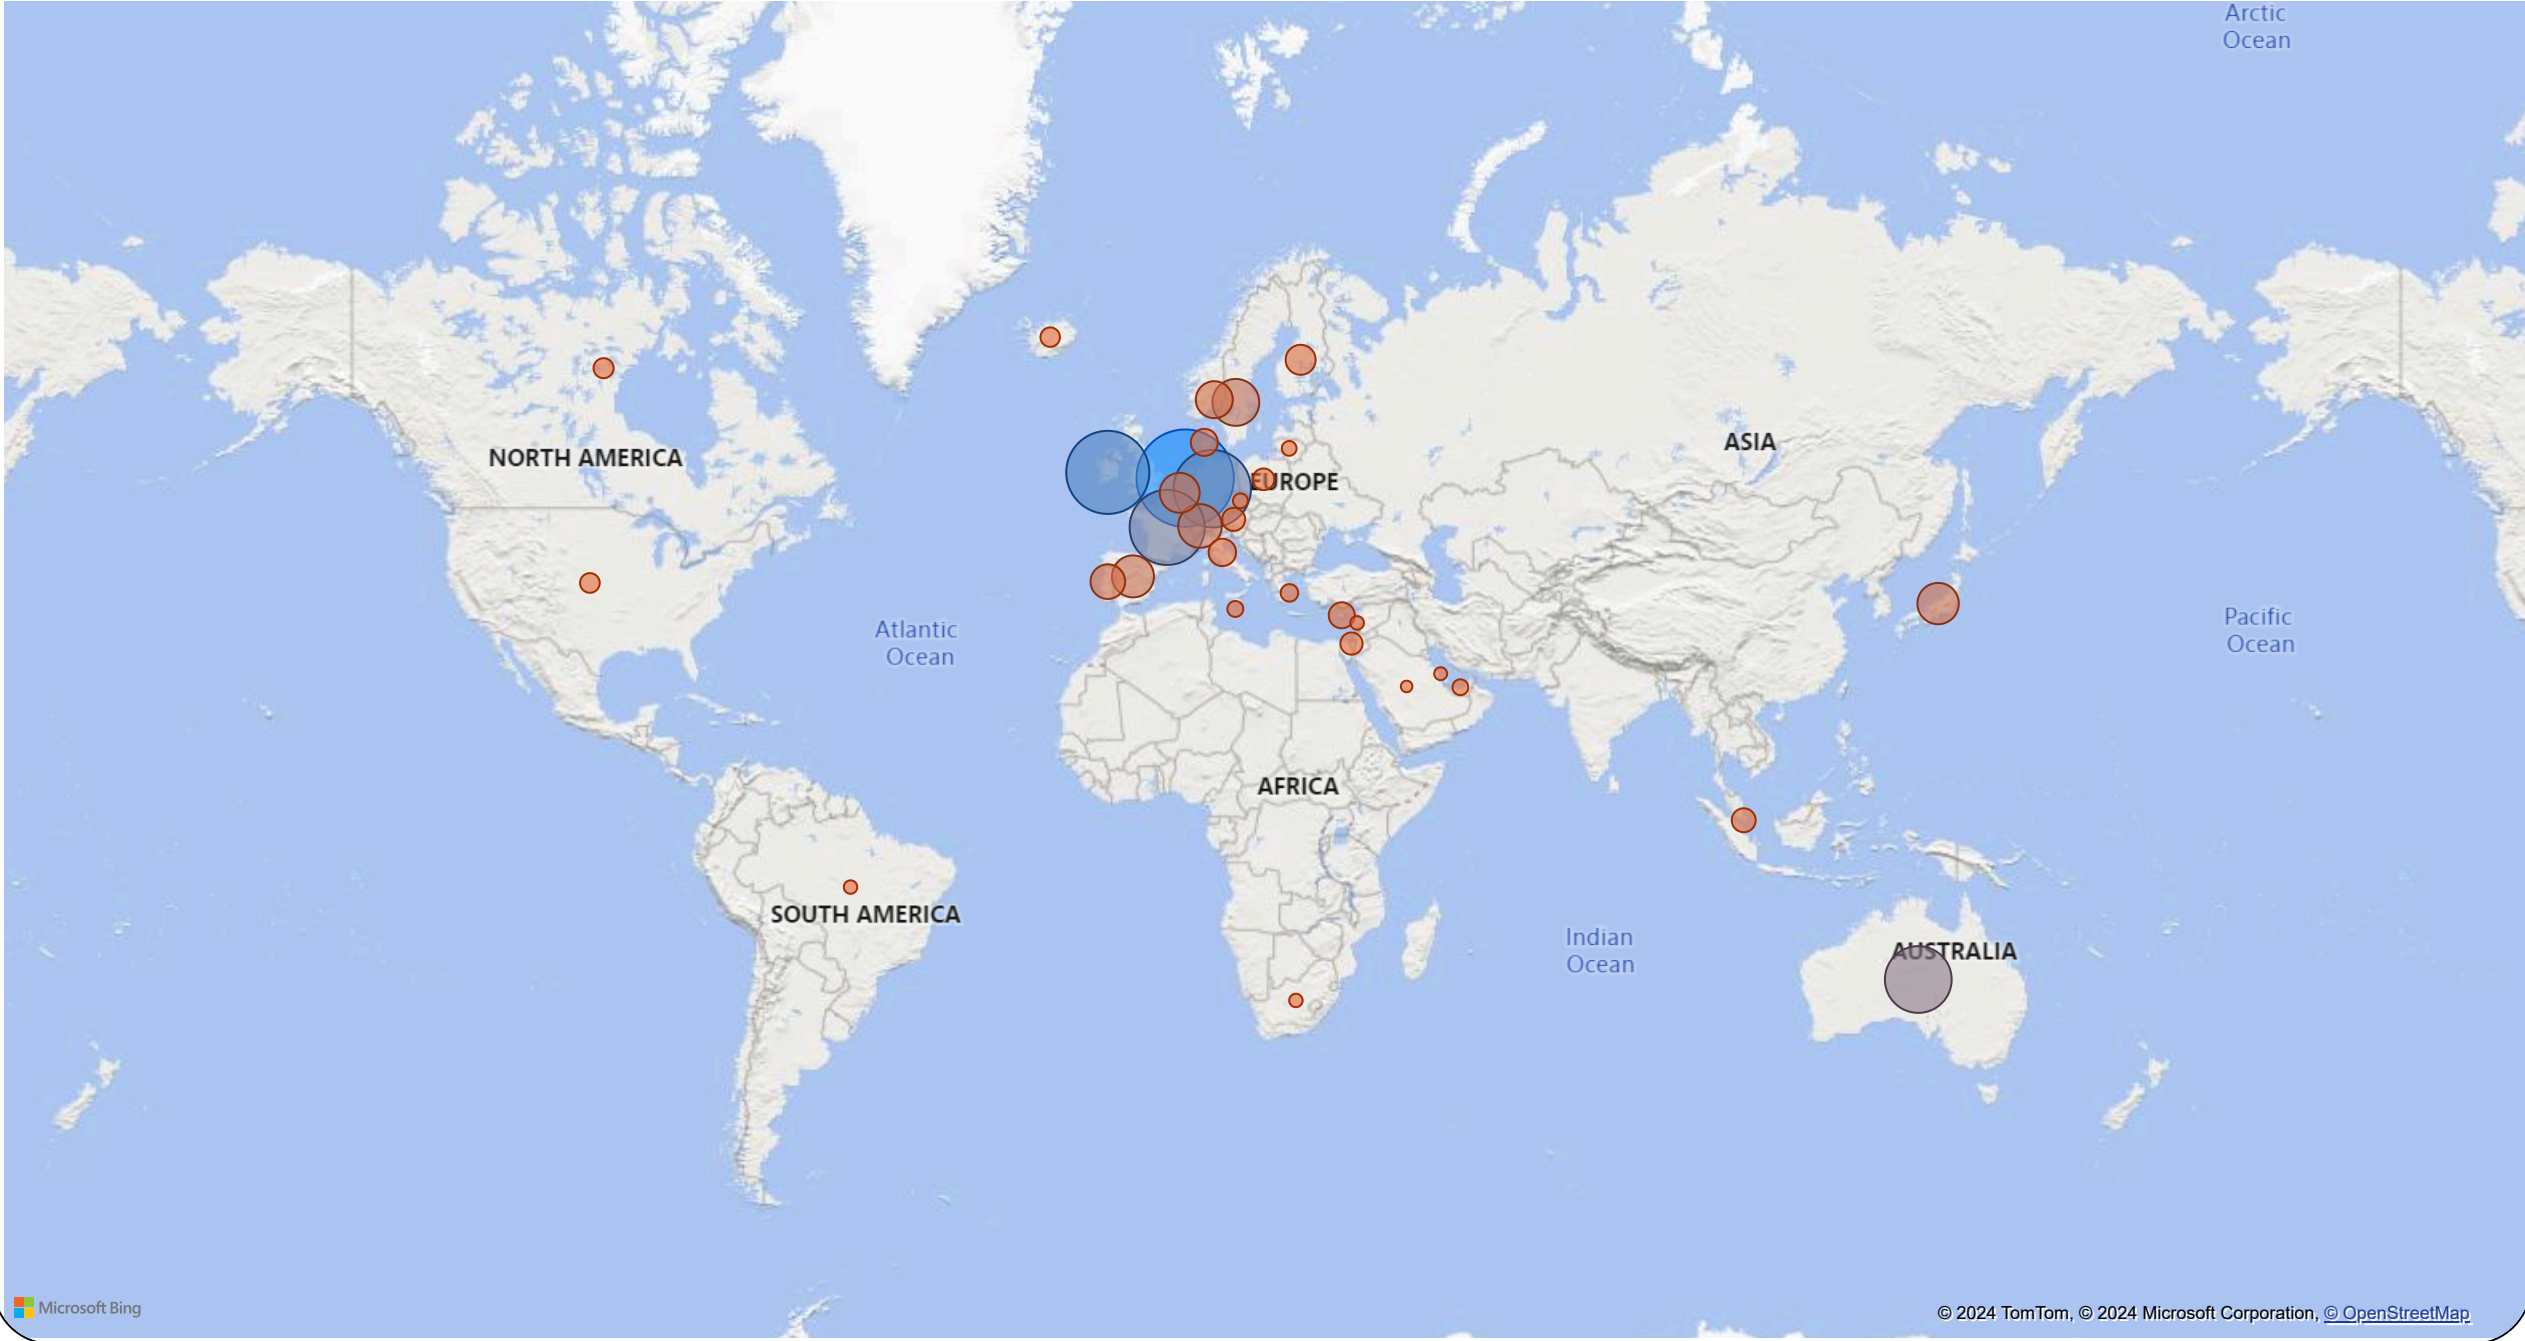 Arctic
Ocean
NORTH AMERICA
ASIA
EUROPE
Atlantic
Ocean
Pacific
Ocean
AFRICA
SOUTH AMERICA
Indian
Ocean
AUSTRALIA
Microsoft Bing
© 2024 TomTom, © 2024 Microsoft Corporation, © OpenStreetMap